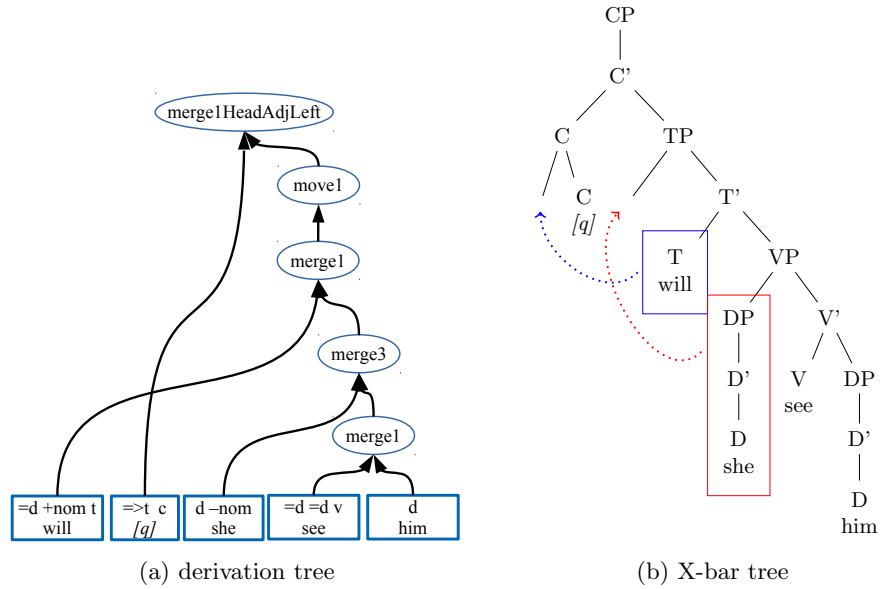 merge1HeadAdjLeft
move1
merge1
merge3
merge1
=d +nom t
will
=>t c
[q]
d –nom
she
=d =d v
see
d
him
(a) derivation tree
CP
C'
C
TP
C
[q]
T'
T
will
VP
DP
V'
D'
V
see
DP
D
she
D'
D
him
(b) X-bar tree